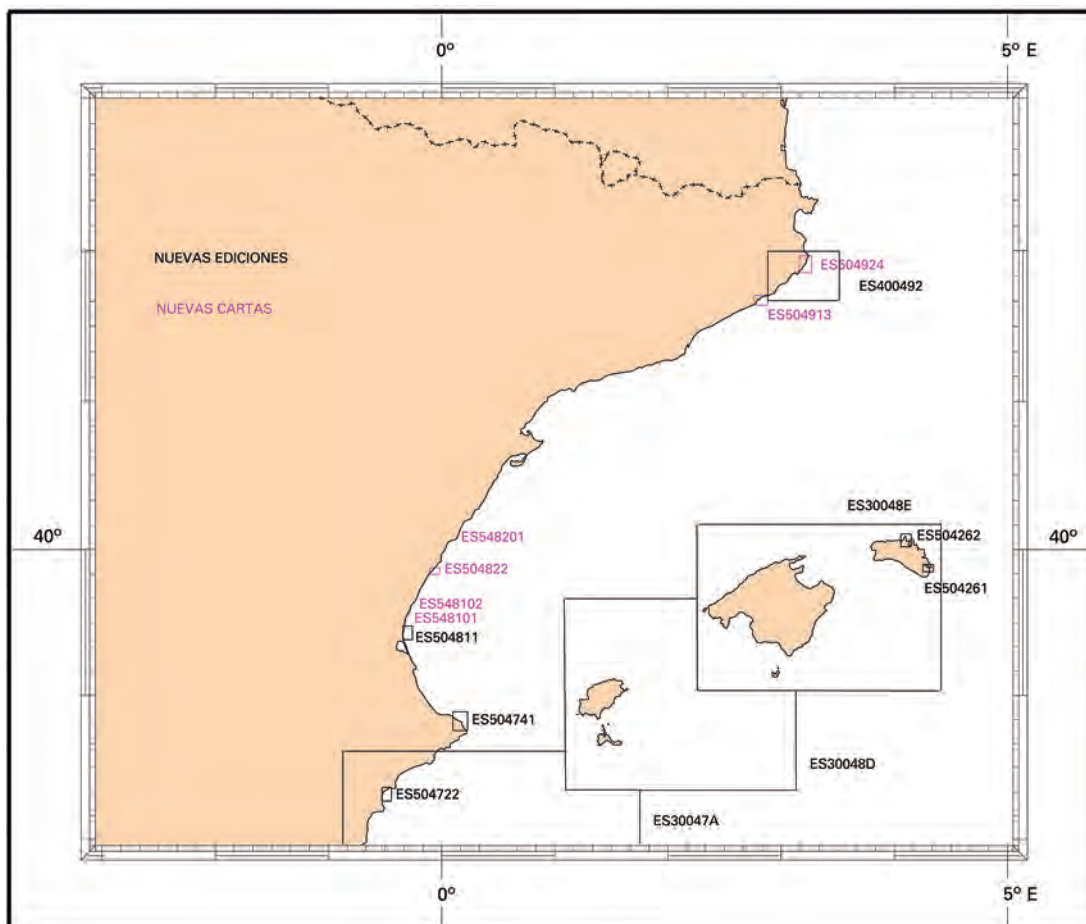 0º
5º E
NUEVAS EDICIONES
NUEVAS CARTAS
ES504924
ES400492
ES504913
40º
40º
ES30048E
ES548201
ES504262
ES504822
ES504261
ES548102
ES548101
ES504811
ES504741
ES30048D
ES504722
ES30047A
0º
5º E